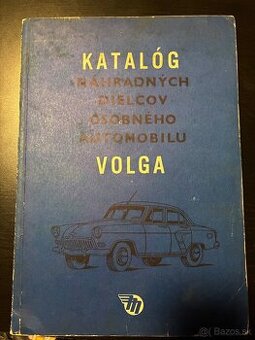 KATALÓG
NÁHRADNÝCH
DIELCOV
OSOBNÉHO
AUTOMOBILU
VOLGA
© Bazos.sk